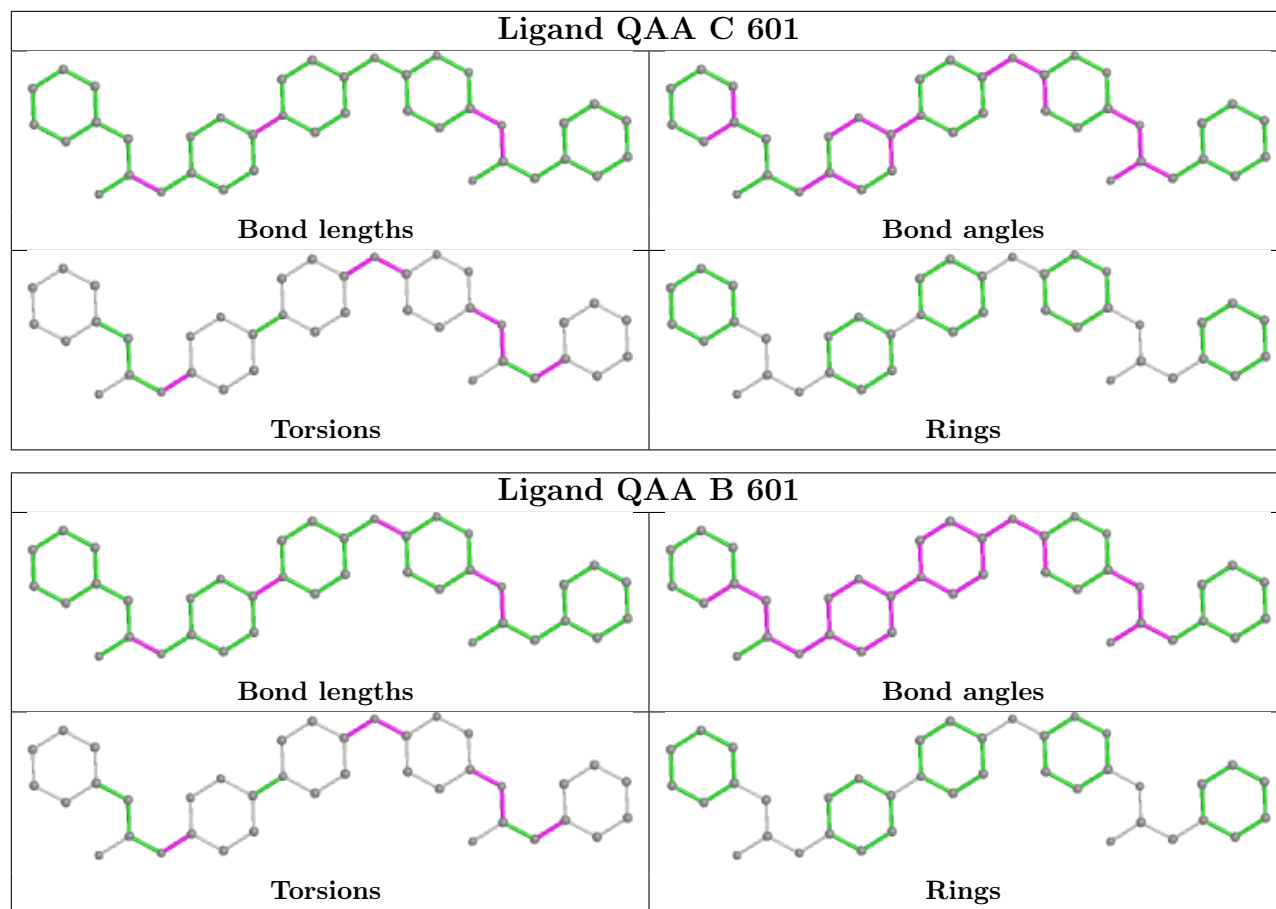 Ligand QAA C 601
Bond lengths
Bond angles
Torsions
Rings
Ligand QAA B 601
Bond lengths
Bond angles
Torsions
Rings